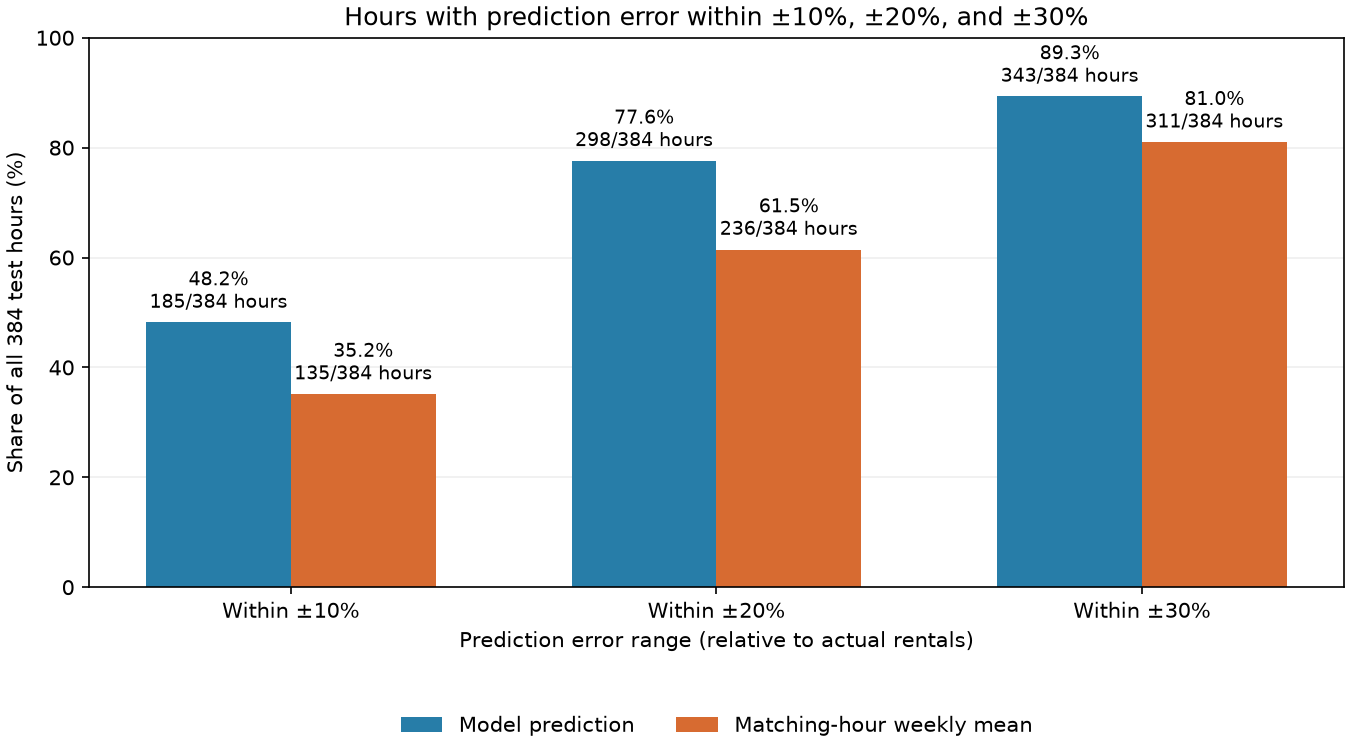 Hours with prediction error within ±10%, ±20%, and ±30%
Share of all 384 test hours (%)
100
80
60
40
20
0
48.2%
185/384 hours
35.2%
135/384 hours
77.6%
298/384 hours
61.5%
236/384 hours
89.3%
343/384 hours
81.0%
311/384 hours
Within ±10%
Within ±20%
Within ±30%
Prediction error range (relative to actual rentals)
Model prediction
Matching-hour weekly mean